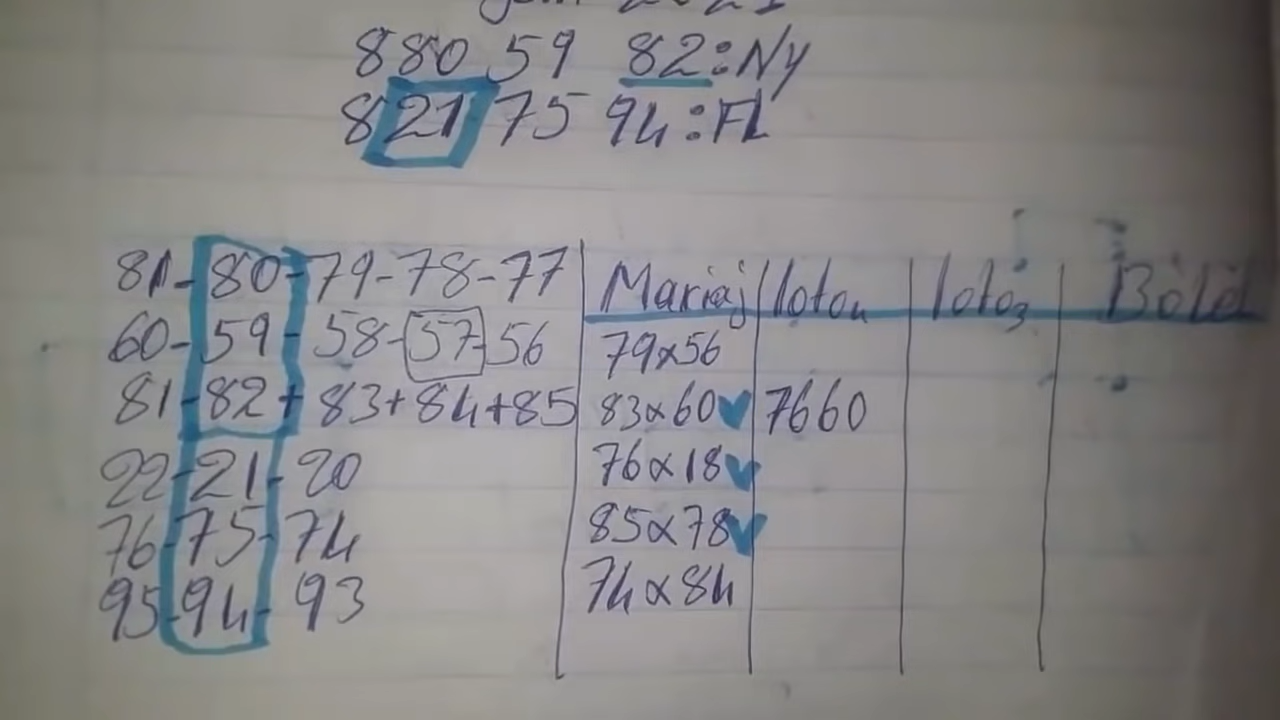 880 59 82:Ny
821 75 94:FL
81-80-79-78-77
60-59-58-57-56
81-82+83+84+85
22-21-20
76-75-74
95-94-93
Mariaj loto4 loto3 Bòlèt
79x56
83x60 7660
76x18
85x78
74x84